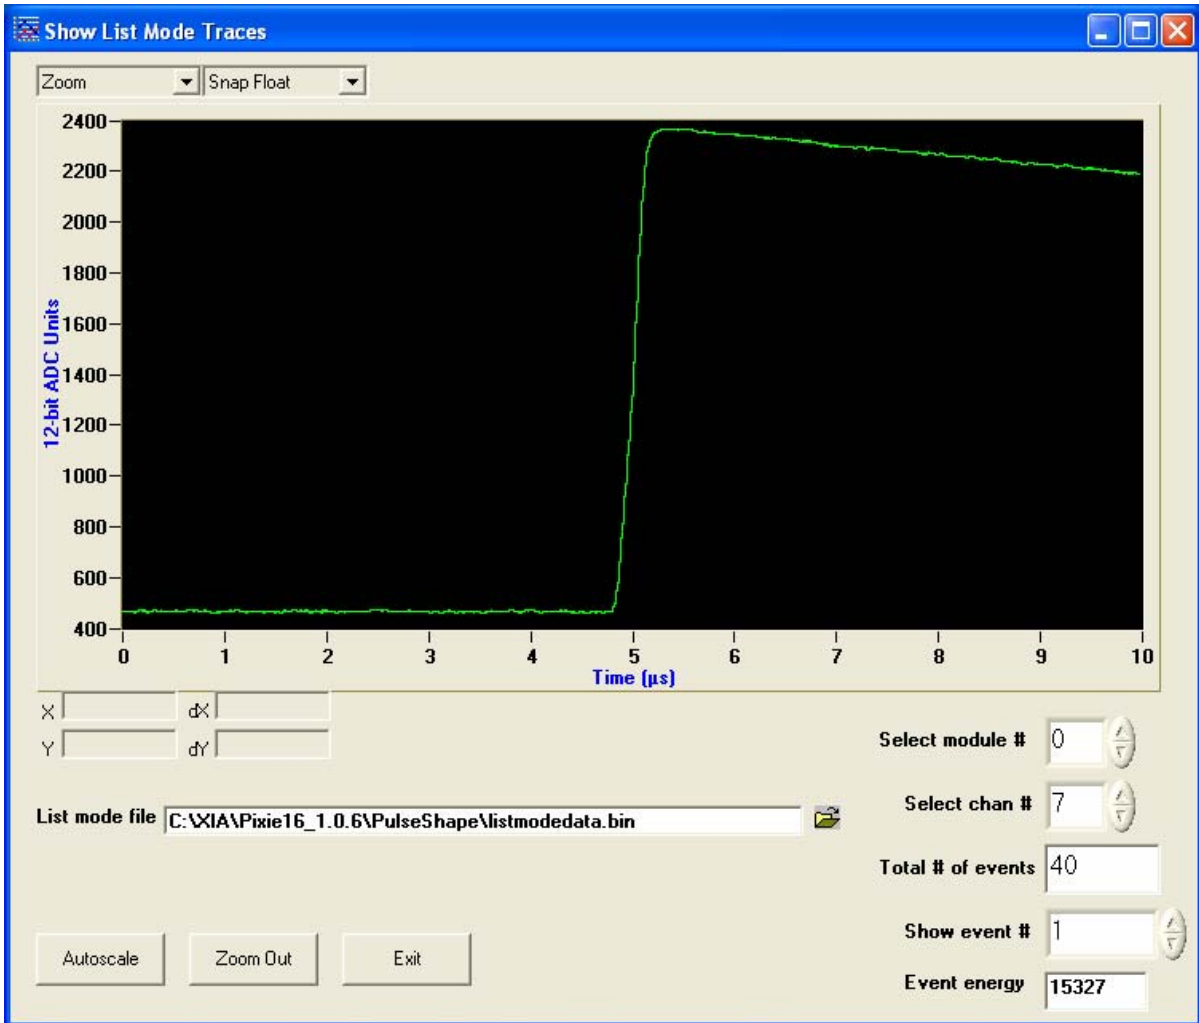 Show List Mode Traces
Zoom Snap Float
2400
2200
2000
1800
1600
1400
1200
1000
800
600
400
12-bit ADC Units
0 1 2 3 4 5 6 7 8 9 10
Time (µs)
X dX
Y dY
Select module # 0
Select chan # 7
List mode file C:\XIA\Pixie16_1.0.6\PulseShape\listmodedata.bin
Total # of events 40
Show event # 1
Autoscale Zoom Out Exit
Event energy 15327